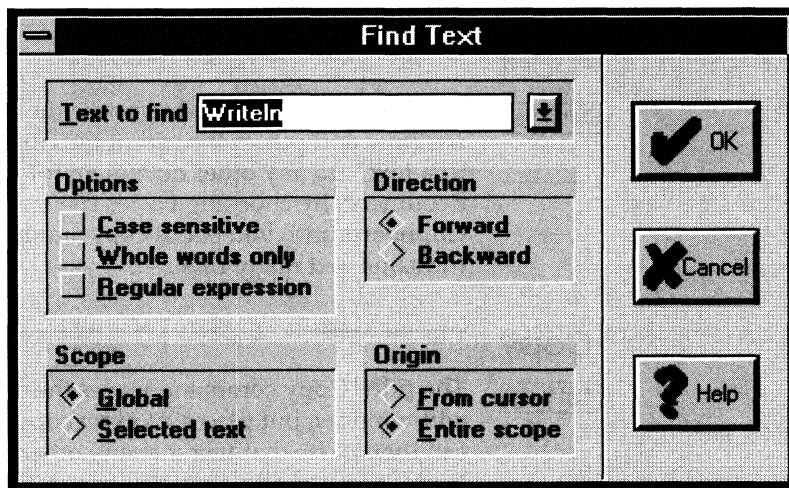 Find Text
Text to find Writeln
OK
Options
Case sensitive
Whole words only
Regular expression
Direction
Forward
Backward
Cancel
Scope
Global
Selected text
Origin
From cursor
Entire scope
Help